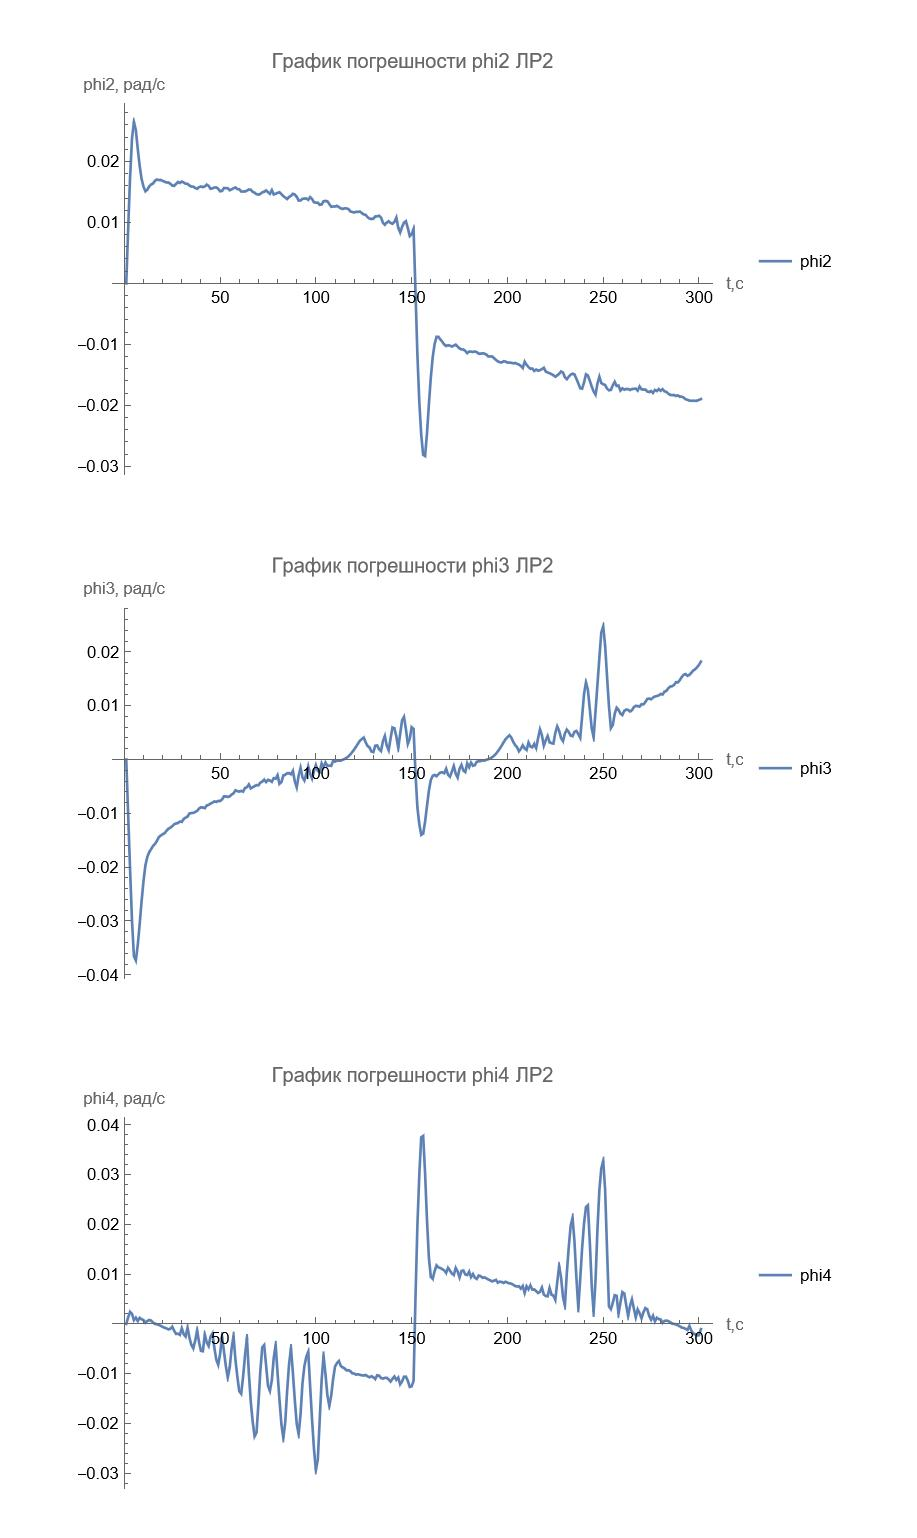 График погрешности phi2 ЛР2
phi2, рад/с
0.02
0.01
50 100 150 200 250 300 t,с
phi2
−0.01
−0.02
−0.03
График погрешности phi3 ЛР2
phi3, рад/с
0.02
0.01
50 100 150 200 250 300 t,с
phi3
−0.01
−0.02
−0.03
−0.04
График погрешности phi4 ЛР2
phi4, рад/с
0.04
0.03
0.02
0.01
phi4
50 100 150 200 250 300 t,с
−0.01
−0.02
−0.03